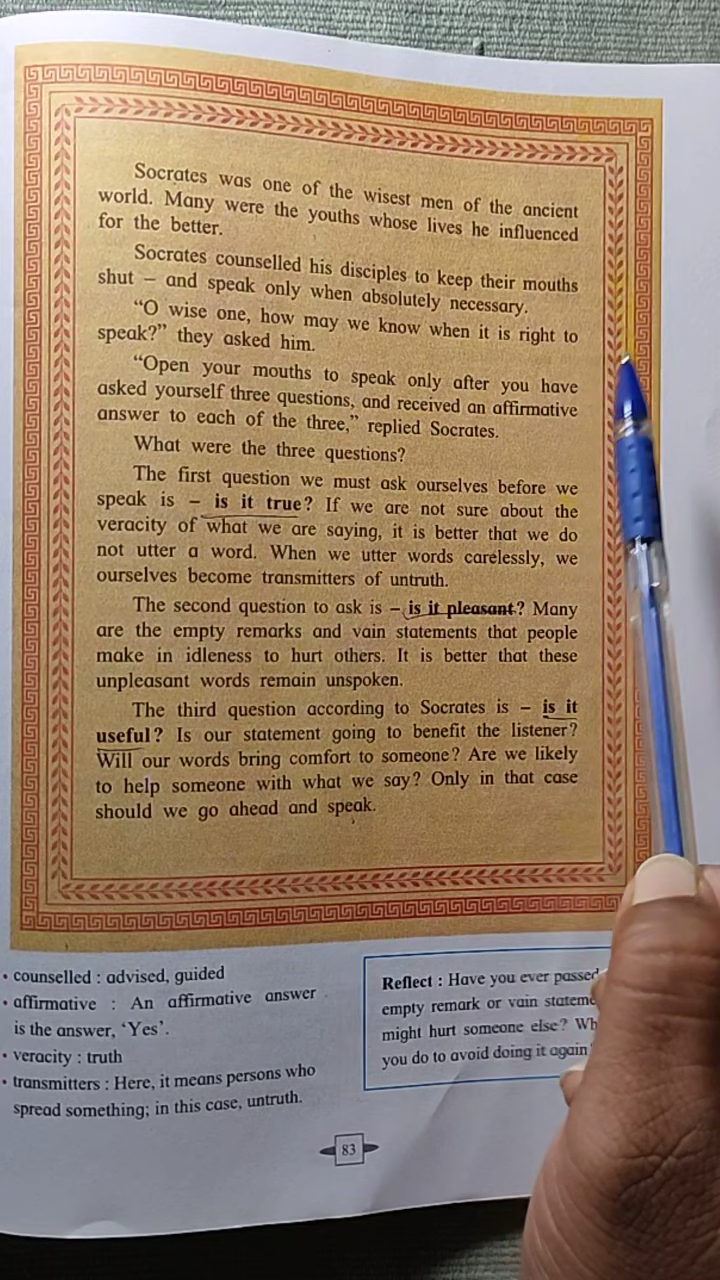 Socrates was one of the wisest men of the ancient
world. Many were the youths whose lives he influenced
for the better.
Socrates counselled his disciples to keep their mouths
shut – and speak only when absolutely necessary.
“O wise one, how may we know when it is right to
speak?” they asked him.
“Open your mouths to speak only after you have
asked yourself three questions, and received an affirmative
answer to each of the three,” replied Socrates.
What were the three questions?
The first question we must ask ourselves before we
speak is – is it true? If we are not sure about the
veracity of what we are saying, it is better that we do
not utter a word. When we utter words carelessly, we
ourselves become transmitters of untruth.
The second question to ask is – is it pleasant? Many
are the empty remarks and vain statements that people
make in idleness to hurt others. It is better that these
unpleasant words remain unspoken.
The third question according to Socrates is – is it
useful? Is our statement going to benefit the listener?
Will our words bring comfort to someone? Are we likely
to help someone with what we say? Only in that case
should we go ahead and speak.
• counselled : advised, guided
• affirmative : An affirmative answer
is the answer, ‘Yes’.
• veracity : truth
• transmitters : Here, it means persons who
spread something; in this case, untruth.
Reflect : Have you ever passed
empty remark or vain
might hurt someone else?
you do to avoid doing it again
83